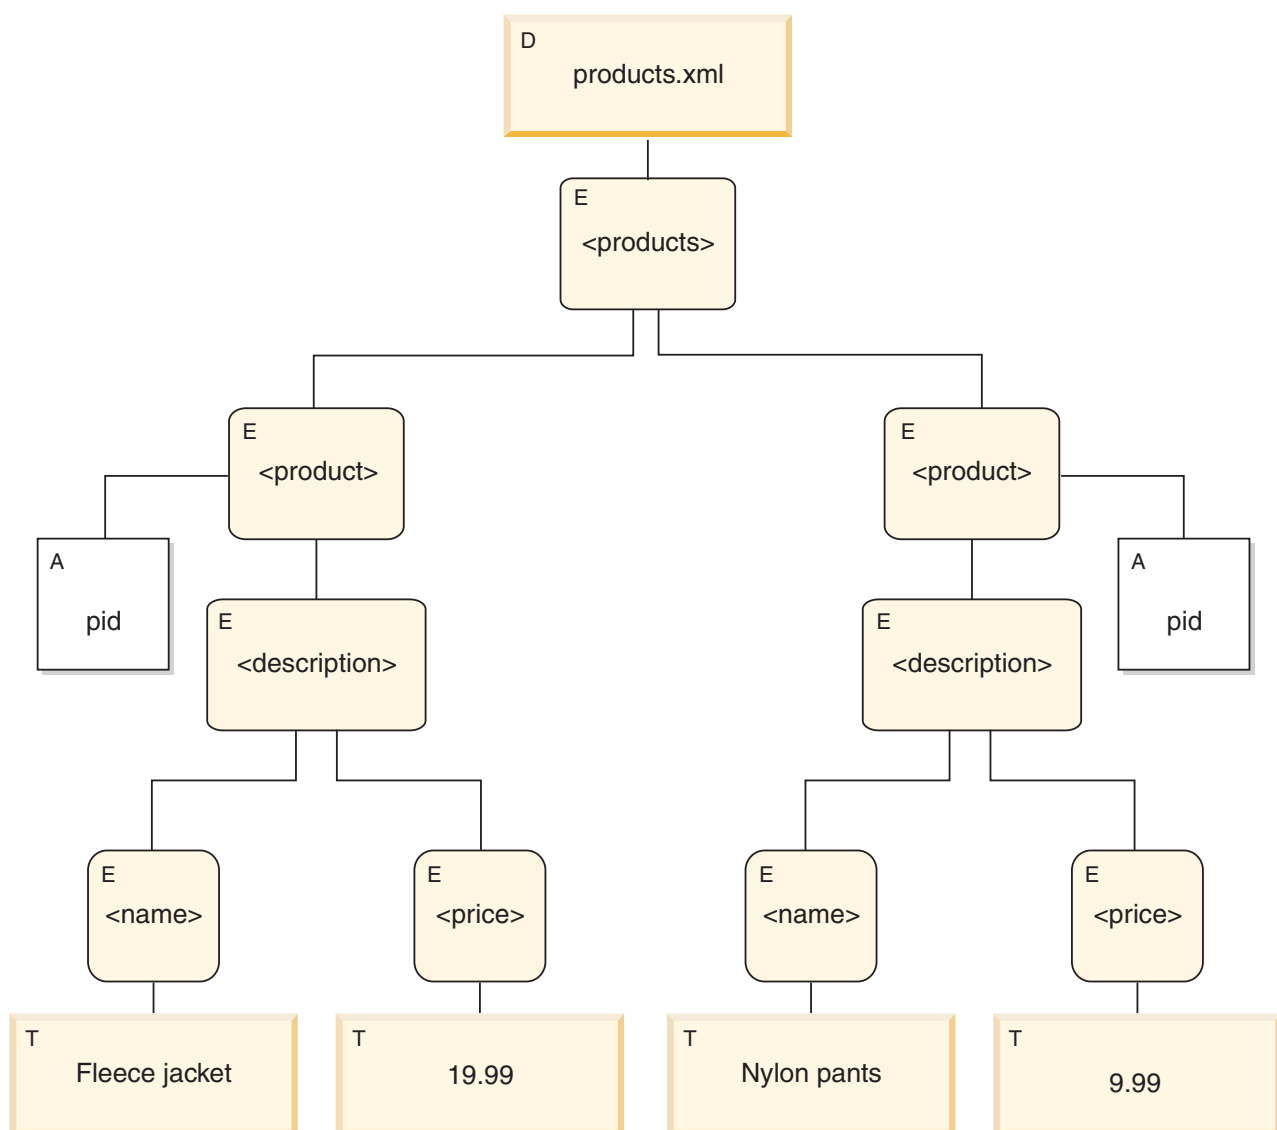 D
products.xml
E
<products>
E
<product>
E
<product>
A
pid
A
pid
E
<description>
E
<description>
E
<name>
E
<price>
E
<name>
E
<price>
T
Fleece jacket
T
19.99
T
Nylon pants
T
9.99